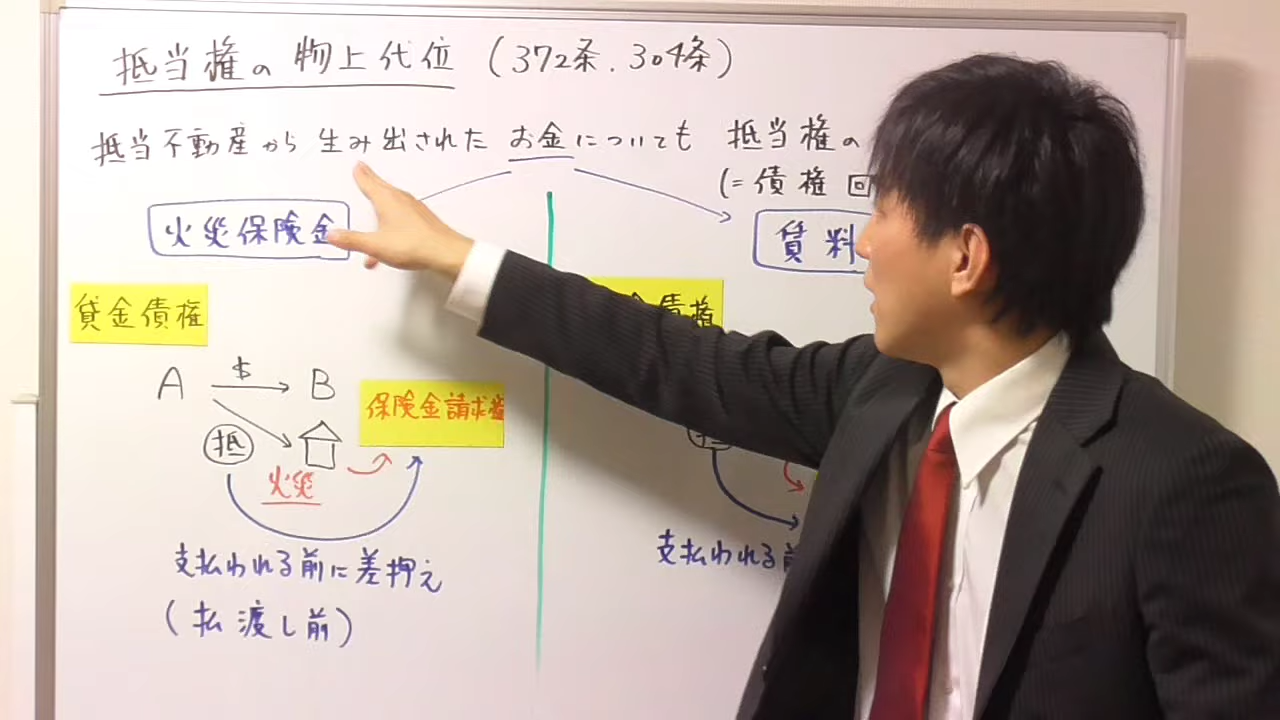 抵当権の物上代位 (372条.304条)
抵当不動産から生み出されたお金についても 抵当権の
(=債権回
火災保険金
賃料
貸金債権
債権
A $ B
保険金請求権
抵
火災
支払われる前に差押え
(払渡し前)
支払われる前